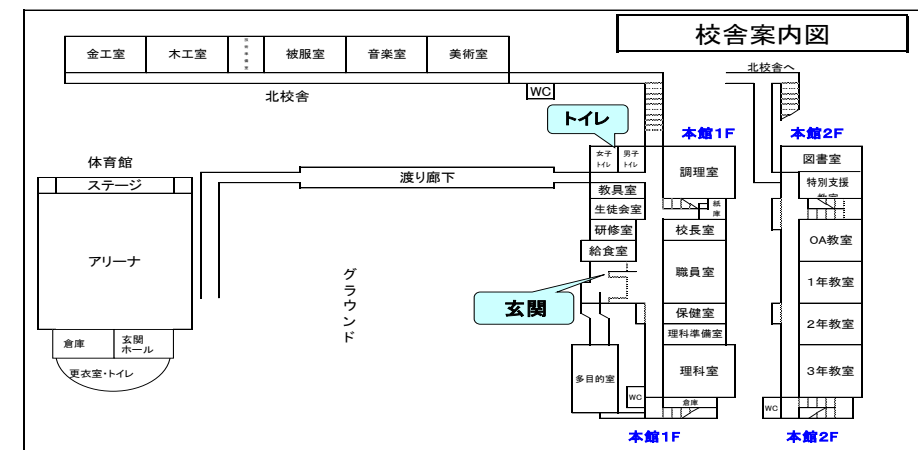 校舎案内図
金工室
木工室
被服室
音楽室
美術室
北校舎へ
北校舎
WC
トイレ
本館1F
本館2F
女子
トイレ
男子
トイレ
調理室
図書室
体育館
ステージ
渡り廊下
特別支援
教具室
生徒会室
紙
庫
研修室
校長室
OA教室
給食室
アリーナ
職員室
1年教室
グラウンド
玄関
保健室
2年教室
理科準備室
倉庫
玄関
ホール
更衣室・トイレ
多目的室
理科室
3年教室
WC
倉庫
WC
本館1F
本館2F